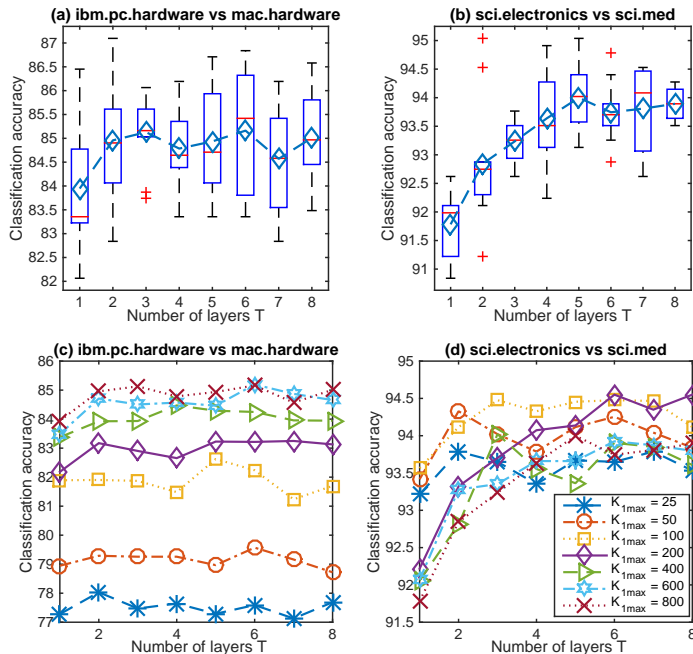 (a) ibm.pc.hardware vs mac.hardware
Classification accuracy
87
86.5
86
85.5
85
84.5
84
83.5
83
82.5
82
1 2 3 4 5 6 7 8
Number of layers T
(b) sci.electronics vs sci.med
Classification accuracy
95
94.5
94
93.5
93
92.5
92
91.5
91
1 2 3 4 5 6 7 8
Number of layers T
(c) ibm.pc.hardware vs mac.hardware
Classification accuracy
86
85
84
83
82
79
78
77
2 4 6 8
Number of layers T
(d) sci.electronics vs sci.med
Classification accuracy
95
94.5
94
93.5
93
92.5
92
91.5
2 4 6 8
Number of layers T
K1max = 25
K1max = 50
K1max = 100
K1max = 200
K1max = 400
K1max = 600
K1max = 800